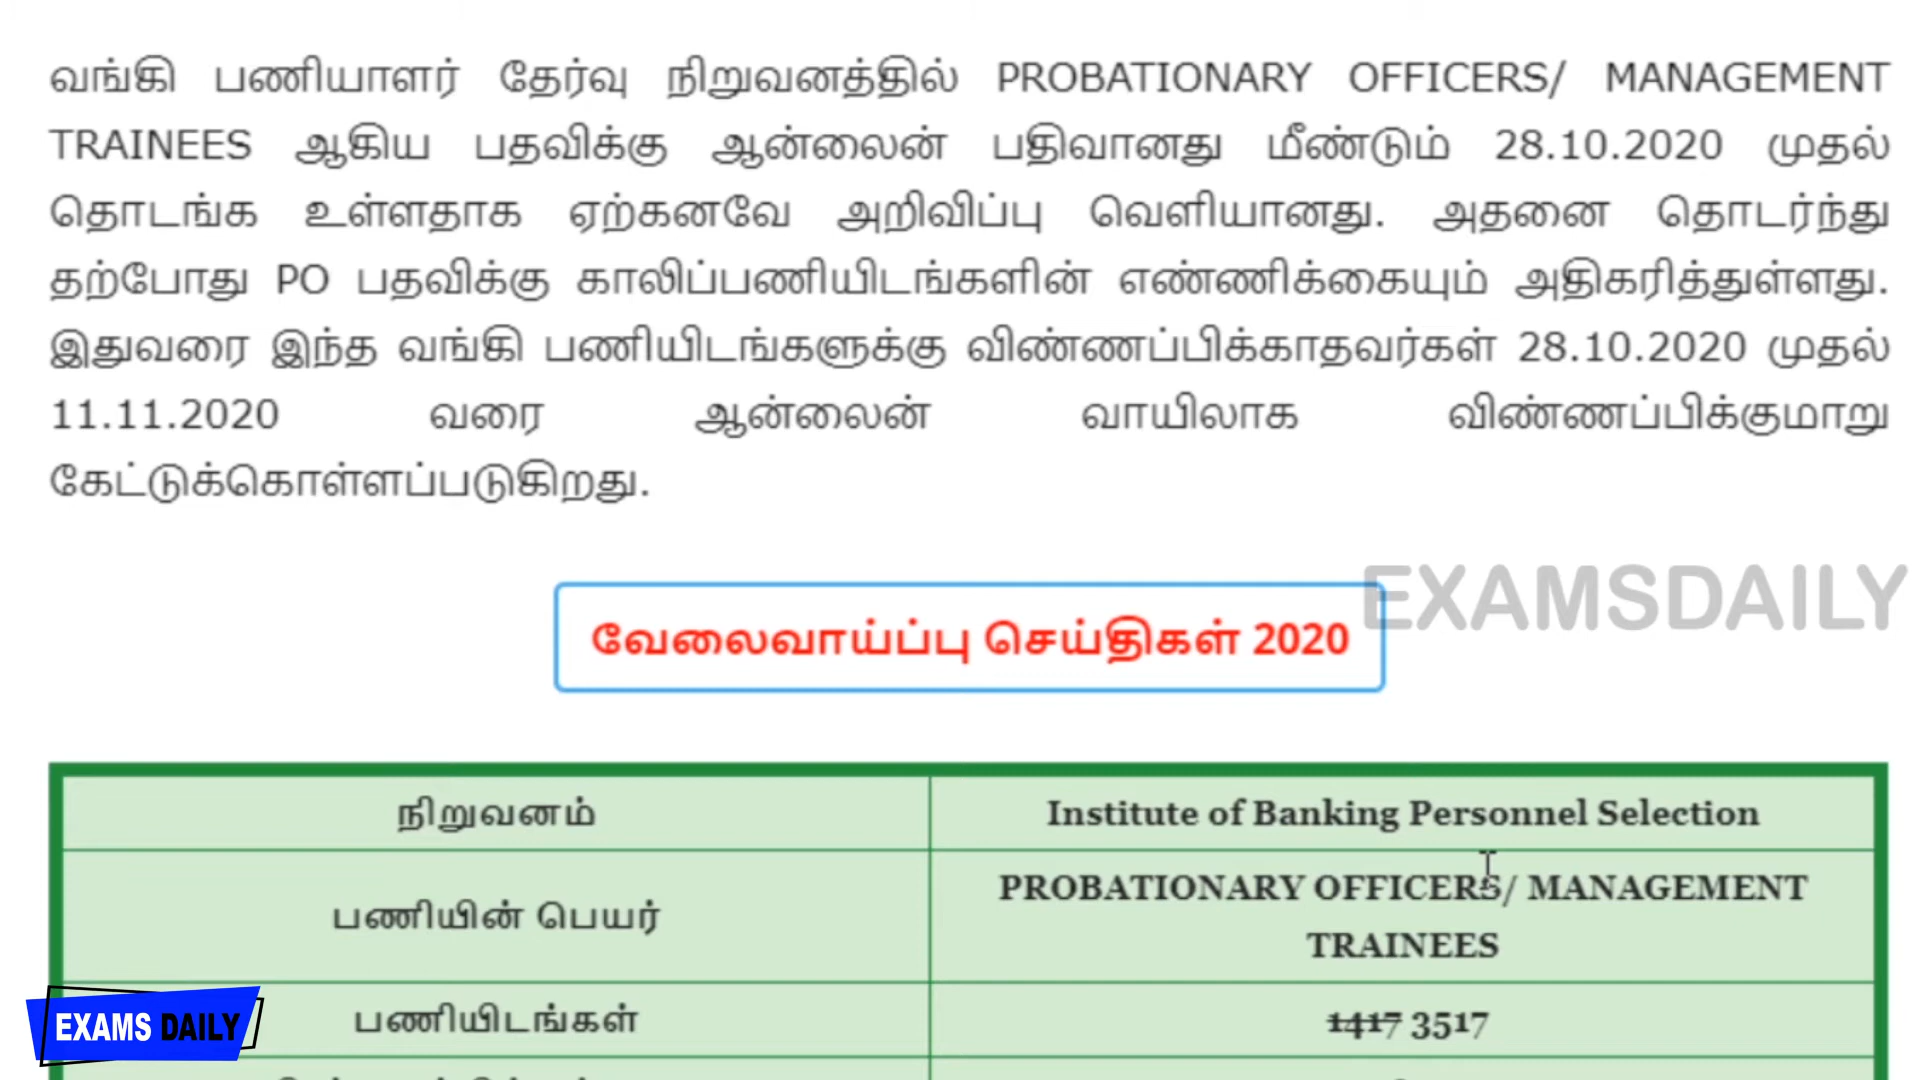 வங்கி பணியாளர் தேர்வு நிறுவனத்தில் PROBATIONARY OFFICERS/ MANAGEMENT
TRAINEES ஆகிய பதவிக்கு ஆன்லைன் பதிவானது மீண்டும் 28.10.2020 முதல்
தொடங்க உள்ளதாக ஏற்கனவே அறிவிப்பு வெளியானது. அதனை தொடர்ந்து
தற்போது PO பதவிக்கு காலிப்பணியிடங்களின் எண்ணிக்கையும் அதிகரித்துள்ளது.
இதுவரை இந்த வங்கி பணியிடங்களுக்கு விண்ணப்பிக்காதவர்கள் 28.10.2020 முதல்
11.11.2020 வரை ஆன்லைன் வாயிலாக விண்ணப்பிக்குமாறு
கேட்டுக்கொள்ளப்படுகிறது.
EXAMSDAILY
வேலைவாய்ப்பு செய்திகள் 2020
நிறுவனம் Institute of Banking Personnel Selection
பணியின் பெயர் PROBATIONARY OFFICERS/ MANAGEMENT
TRAINEES
பணியிடங்கள் 1417 3517
EXAMS DAILY